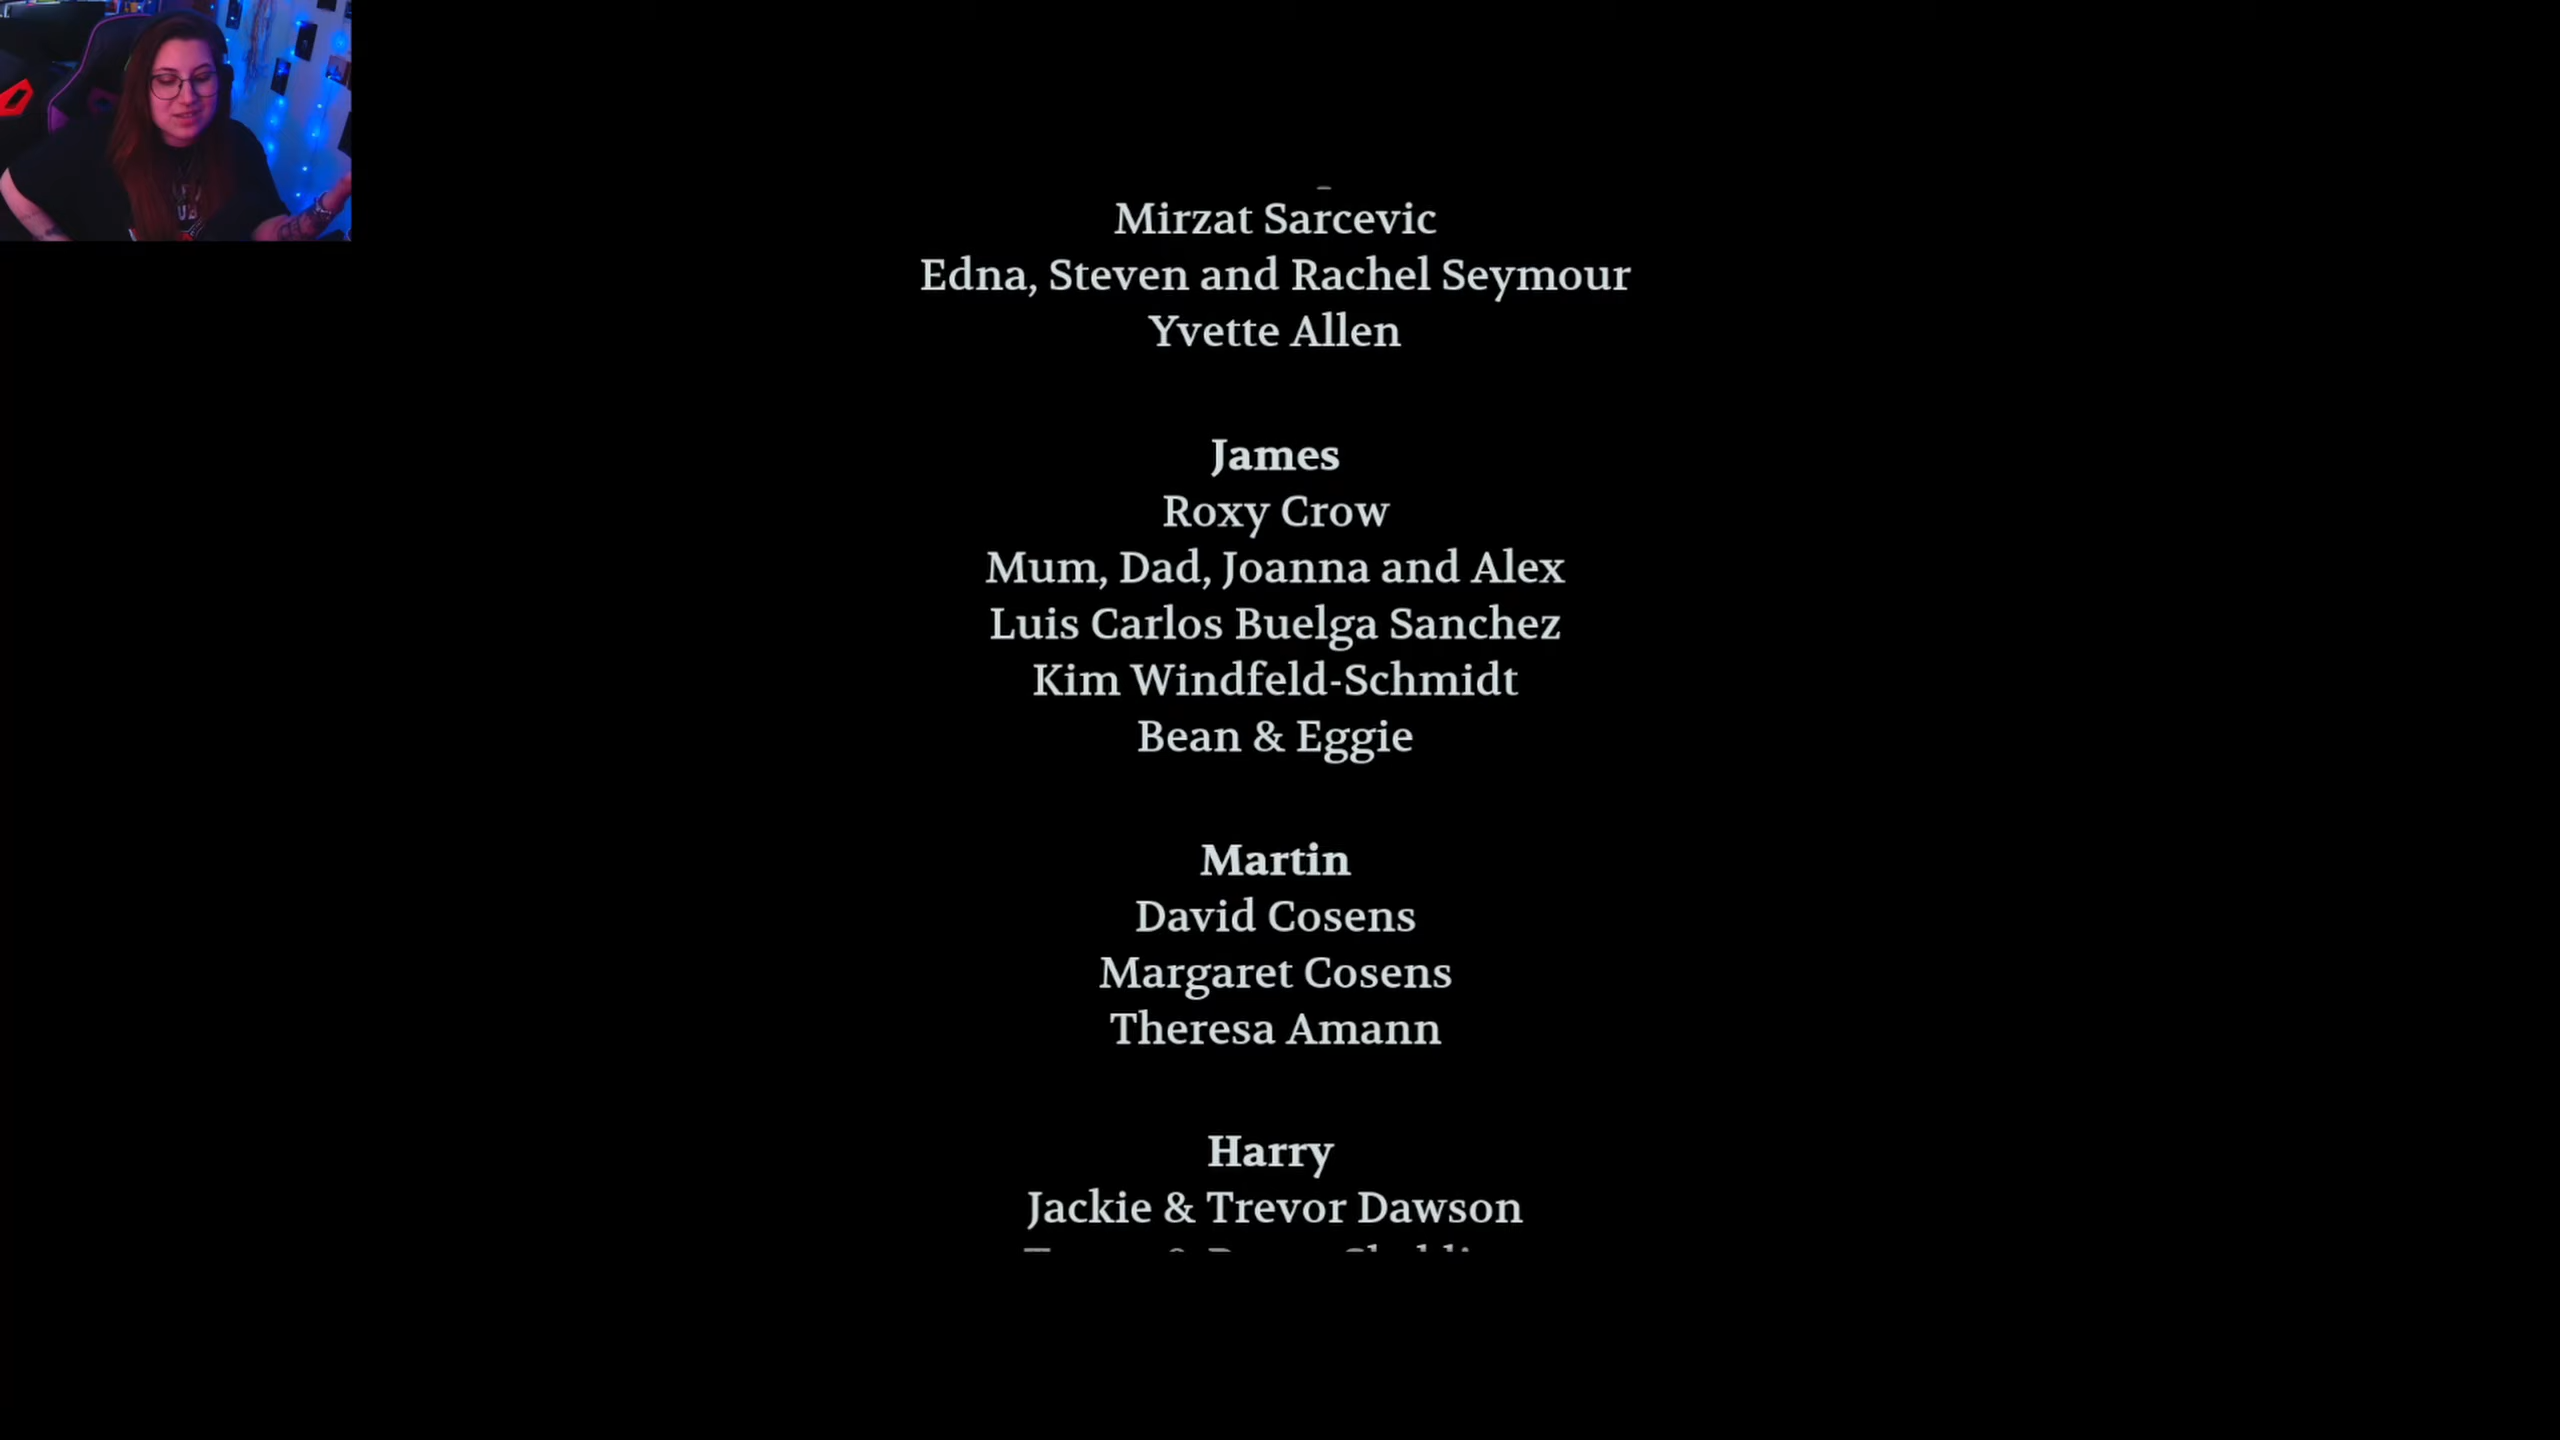 Mirzat Sarcevic
Edna, Steven and Rachel Seymour
Yvette Allen
James
Roxy Crow
Mum, Dad, Joanna and Alex
Luis Carlos Buelga Sanchez
Kim Windfeld-Schmidt
Bean & Eggie
Martin
David Cosens
Margaret Cosens
Theresa Amann
Harry
Jackie & Trevor Dawson